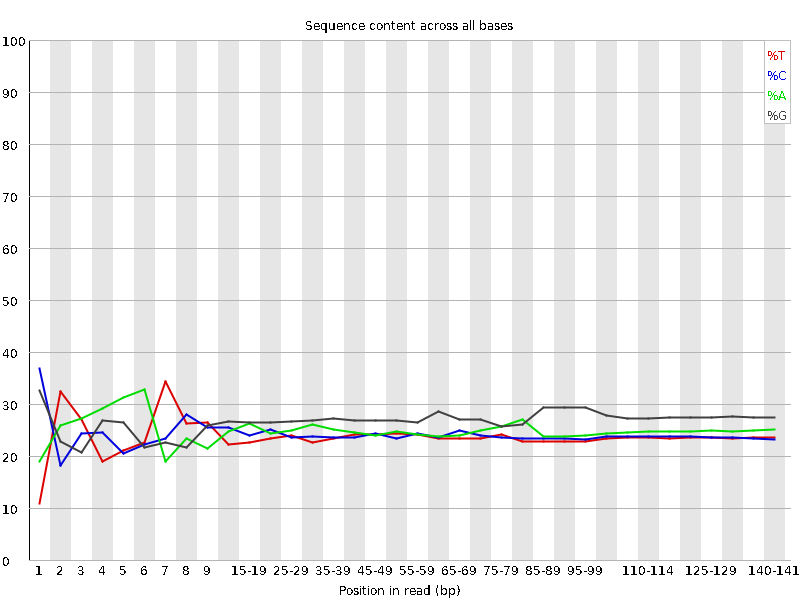 Sequence content across all bases
100
90
80
70
60
50
40
30
20
10
0
%T
%C
%A
%G
1 2 3 4 5 6 7 8 9 15-19 25-29 35-39 45-49 55-59 65-69 75-79 85-89 95-99 110-114 125-129 140-141
Position in read (bp)